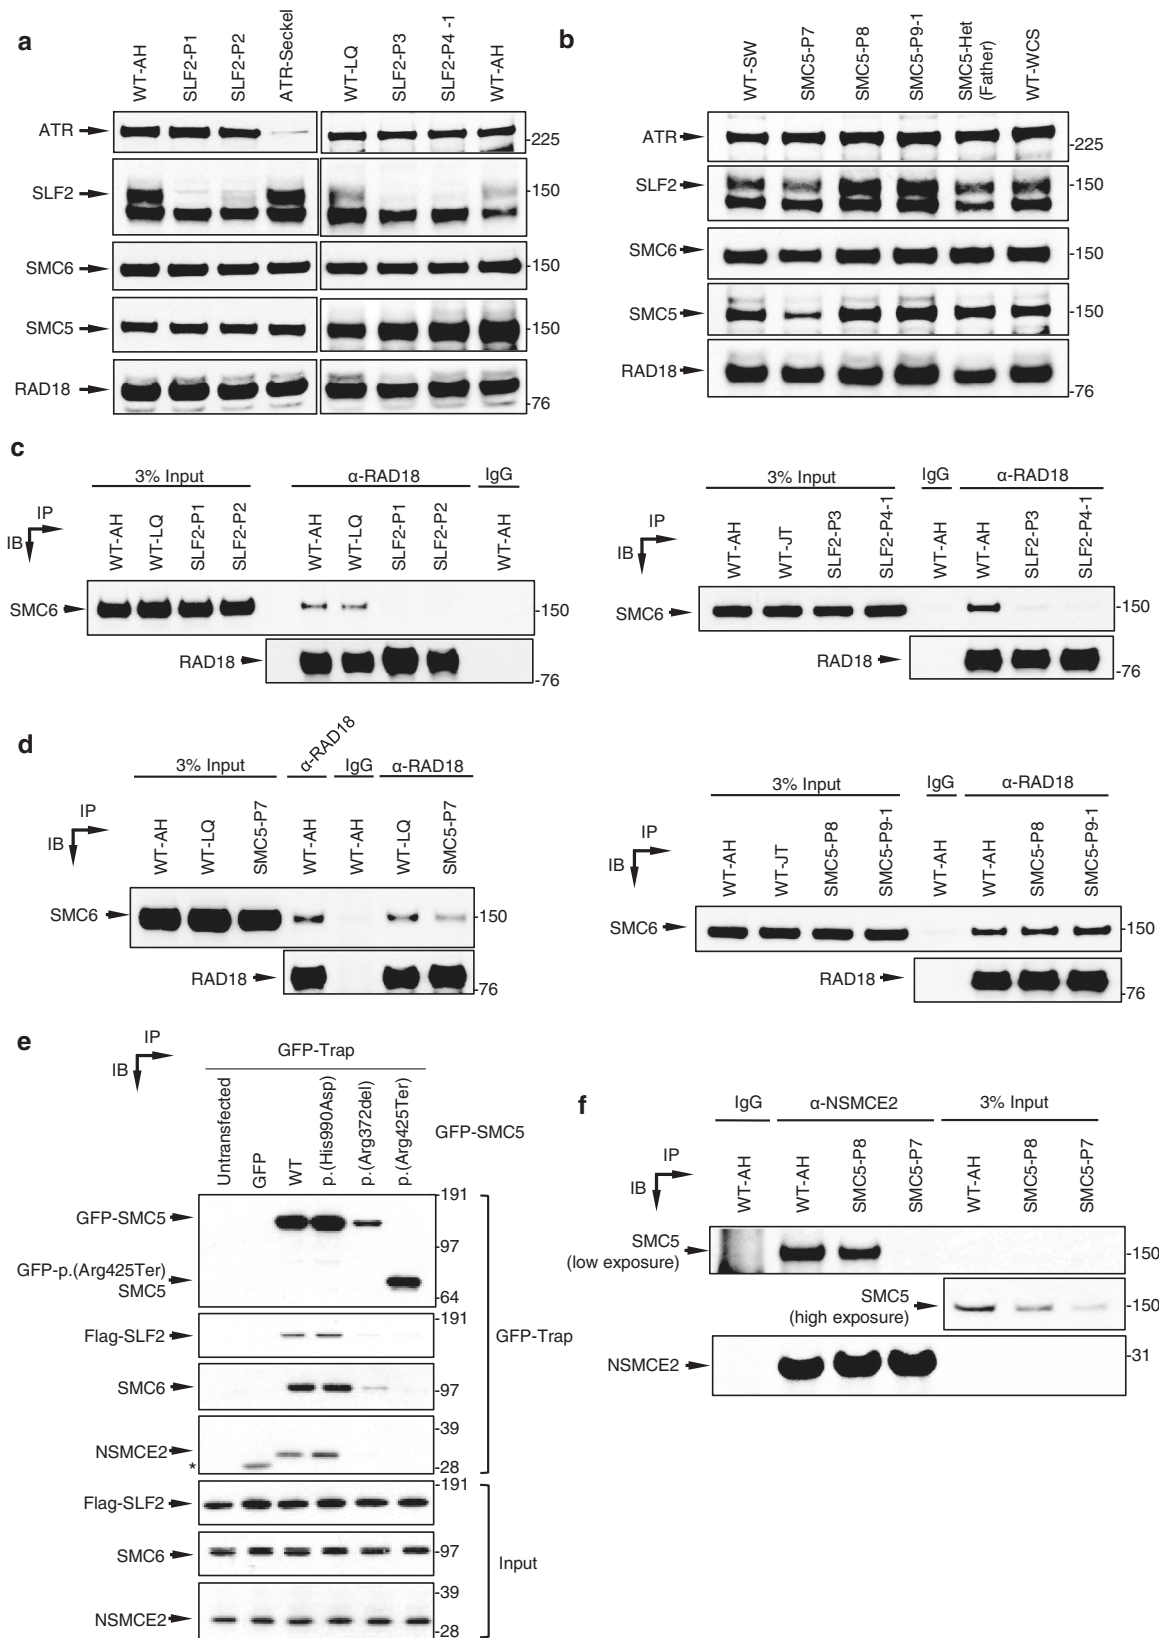 a
WT-AH
SLF2-P1
SLF2-P2
ATR-Seckel
WT-LQ
SLF2-P3
SLF2-P4 -1
WT-AH
ATR
-225
SLF2
-150
SMC6
-150
SMC5
-150
RAD18
-76
b
WT-SW
SMC5-P7
SMC5-P8
SMC5-P9-1
SMC5-Het
(Father)
WT-WCS
ATR
-225
SLF2
-150
SMC6
-150
SMC5
-150
RAD18
-76
c
3% Input
α-RAD18
IgG
IP
IB
WT-AH
WT-LQ
SLF2-P1
SLF2-P2
WT-AH
WT-LQ
SLF2-P1
SLF2-P2
WT-AH
SMC6
-150
RAD18
-76
3% Input
IgG
α-RAD18
IP
IB
WT-AH
WT-JT
SLF2-P3
SLF2-P4-1
WT-AH
WT-AH
SLF2-P3
SLF2-P4-1
SMC6
-150
RAD18
-76
d
3% Input
α-RAD18
IgG
α-RAD18
IP
IB
WT-AH
WT-LQ
SMC5-P7
WT-AH
WT-AH
WT-LQ
SMC5-P7
SMC6
-150
RAD18
-76
3% Input
IgG
α-RAD18
IP
IB
WT-AH
WT-JT
SMC5-P8
SMC5-P9-1
WT-AH
WT-AH
SMC5-P8
SMC5-P9-1
SMC6
-150
RAD18
-76
e
IP
IB
GFP-Trap
Untransfected
GFP
WT
p.(His990Asp)
p.(Arg372del)
p.(Arg425Ter)
GFP-SMC5
-191
GFP-SMC5
-97
GFP-p.(Arg425Ter)
SMC5
-64
-191
Flag-SLF2
GFP-Trap
SMC6
-97
-39
NSMCE2
*
-28
-191
Flag-SLF2
SMC6
-97
Input
-39
NSMCE2
-28
f
IgG
α-NSMCE2
3% Input
IP
IB
WT-AH
WT-AH
SMC5-P8
SMC5-P7
WT-AH
SMC5-P8
SMC5-P7
SMC5
(low exposure)
-150
SMC5
(high exposure)
-150
NSMCE2
-31